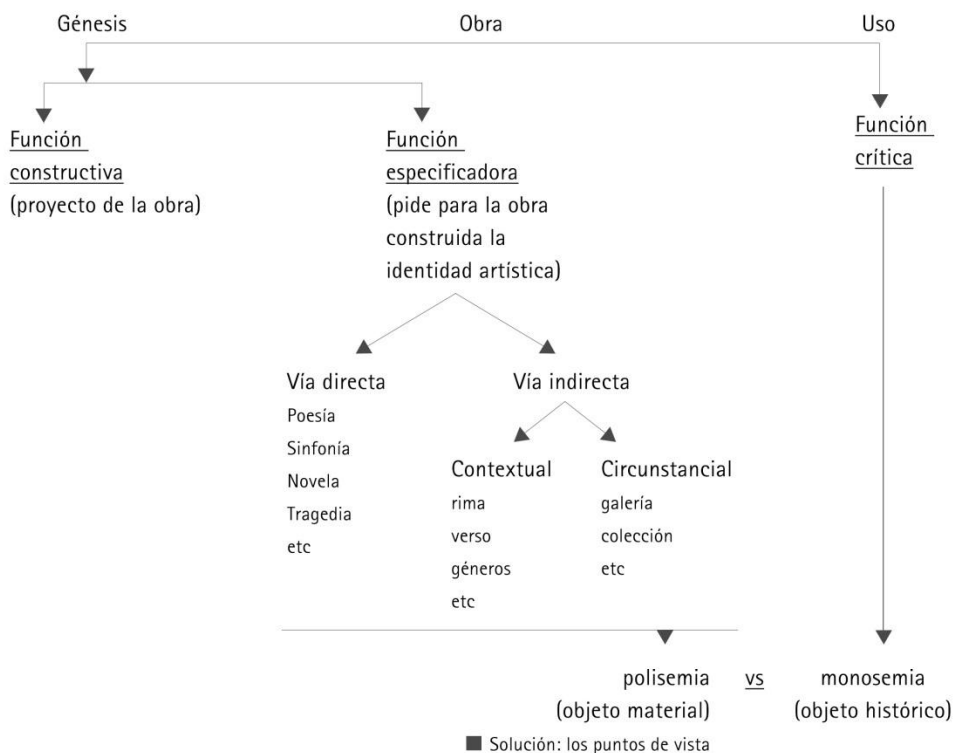 Génesis Obra Uso
Función
constructiva
(proyecto de la obra)
Función
especificadora
(pide para la obra
construida la
identidad artística)
Función
crítica
Vía directa
Poesía
Sinfonía
Novela
Tragedia
etc
Vía indirecta
Contextual
rima
verso
géneros
etc
Circunstancial
galería
colección
etc
polisemia vs monosemia
(objeto material) (objeto histórico)
Solución: los puntos de vista